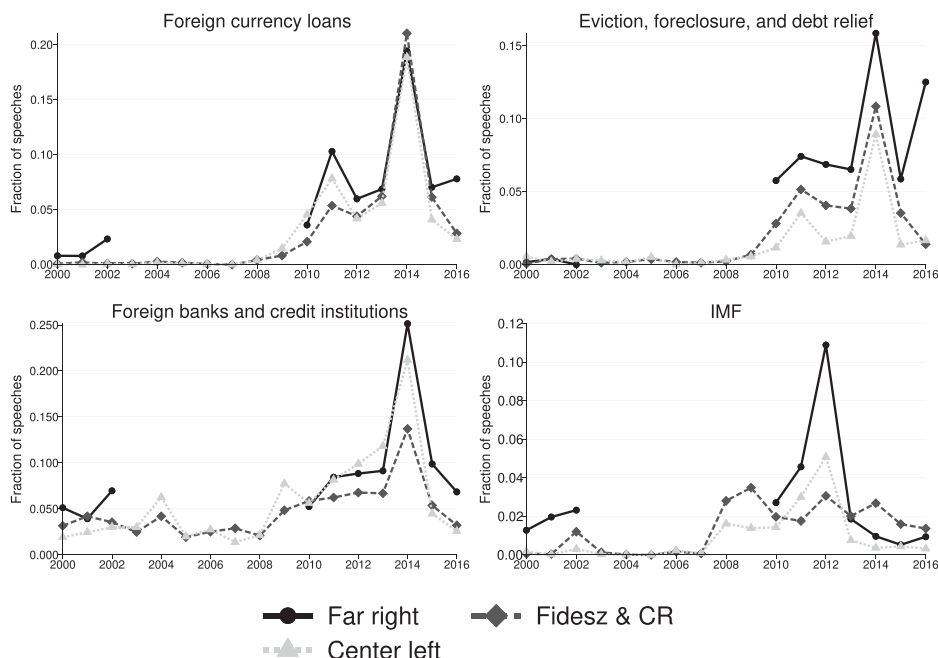 Foreign currency loans
Fraction of speeches
0.20
0.15
0.10
0.05
0.00
2000 2002 2004 2006 2008 2010 2012 2014 2016
Eviction, foreclosure, and debt relief
Fraction of speeches
0.15
0.10
0.05
0.00
2000 2002 2004 2006 2008 2010 2012 2014 2016
Foreign banks and credit institutions
Fraction of speeches
0.250
0.200
0.150
0.100
0.050
0.000
2000 2002 2004 2006 2008 2010 2012 2014 2016
IMF
Fraction of speeches
0.12
0.10
0.08
0.06
0.04
0.02
0.00
2000 2002 2004 2006 2008 2010 2012 2014 2016
Far right
Fidesz & CR
Center left